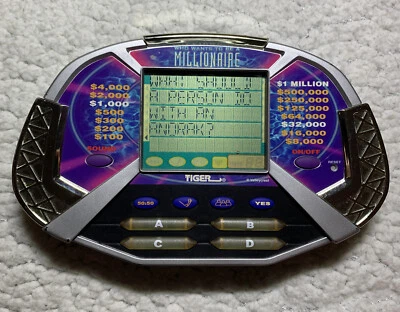 WHO WANTS TO BE A
MILLIONAIRE
$4,000
$2,000
$1,000
$500
$300
$200
$100
SOUND
WHAT SHOULD
A PERSON DO
WITH AN
ANORAK?
$1 MILLION
$500,000
$250,000
$125,000
$64,000
$32,000
$16,000
$8,000
ON/OFF
RESET
TIGER
50:50
YES
A
B
C
D